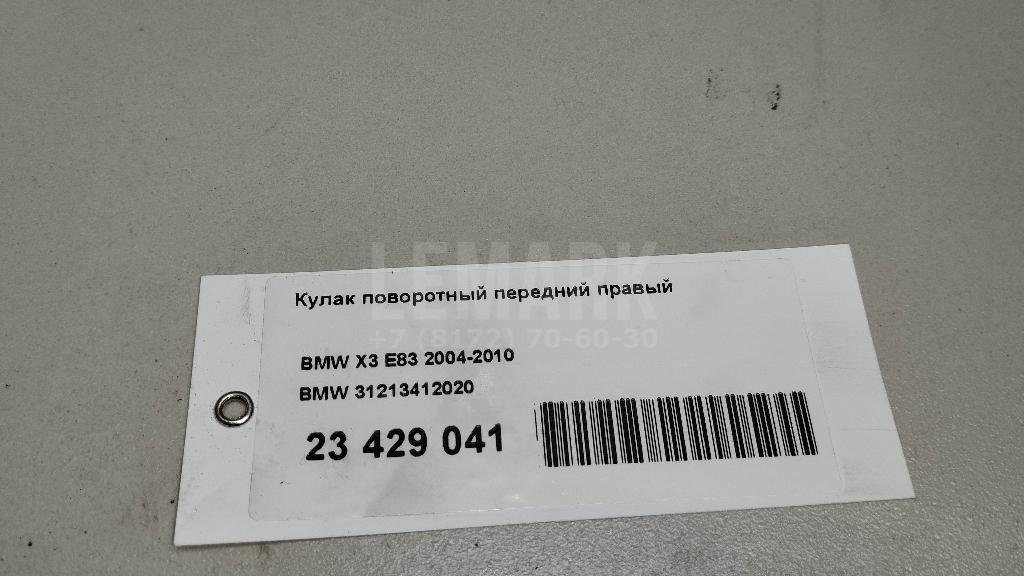 LEMARK
Кулак поворотный передний правый
+7 (8172) 70-60-30
BMW X3 E83 2004-2010
BMW 31213412020
23 429 041